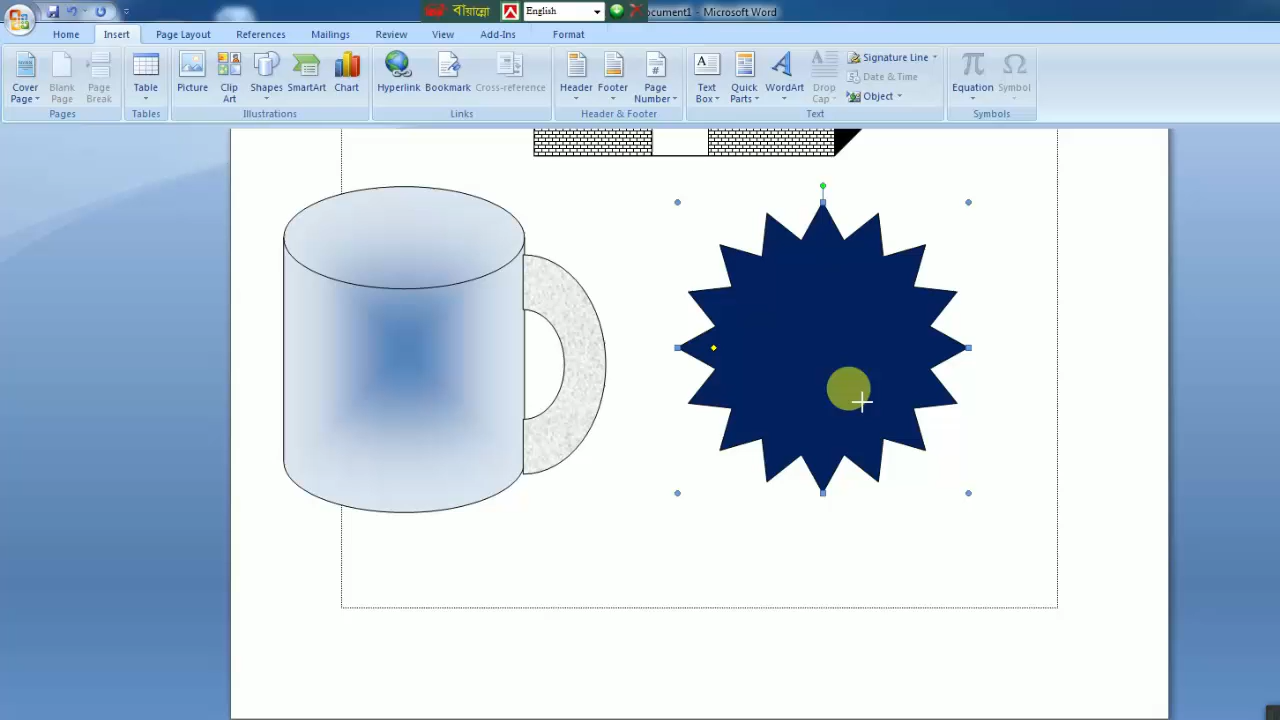 বায়ান্নো English Document1 - Microsoft Word
Home Insert Page Layout References Mailings Review View Add-Ins Format
Cover Page Blank Page Page Break Table Picture Clip Art Shapes SmartArt Chart Hyperlink Bookmark Cross-reference Header Footer Page Number Text Box Quick Parts WordArt Drop Cap Signature Line Date & Time Object Equation Symbol
Pages Tables Illustrations Links Header & Footer Text Symbols